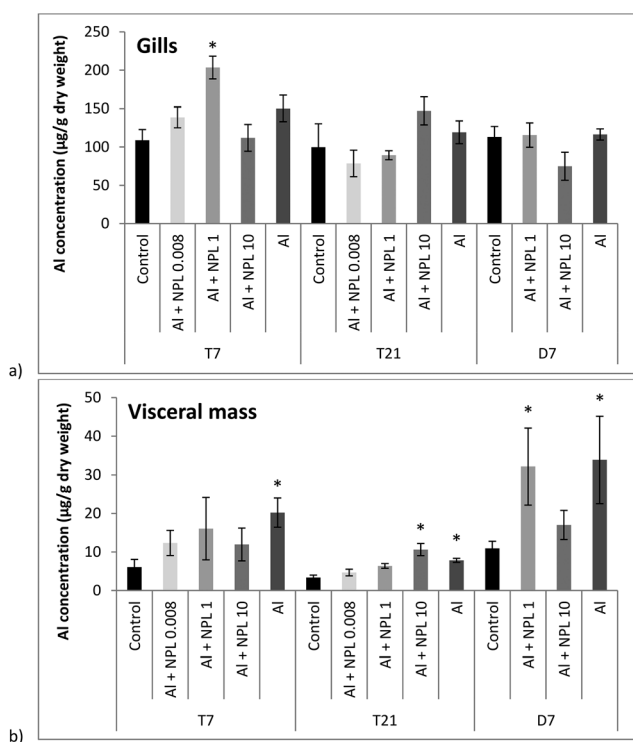 Gills
Al concentration (µg/g dry weight)
250
200
150
100
50
0
*
Control
Al + NPL 0.008
Al + NPL 1
Al + NPL 10
Al
Control
Al + NPL 0.008
Al + NPL 1
Al + NPL 10
Al
Control
Al + NPL 1
Al + NPL 10
Al
T7 T21 D7
a)
Visceral mass
Al concentration (µg/g dry weight)
50
40
30
20
10
0
* * * * *
Control
Al + NPL 0.008
Al + NPL 1
Al + NPL 10
Al
Control
Al + NPL 0.008
Al + NPL 1
Al + NPL 10
Al
Control
Al + NPL 1
Al + NPL 10
Al
T7 T21 D7
b)